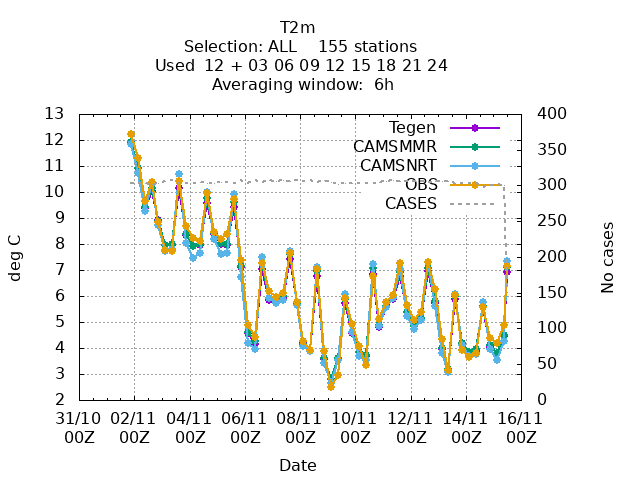 T2m
Selection: ALL    155 stations
Used  12 + 03 06 09 12 15 18 21 24
Averaging window:  6h
13 400
Tegen
12 350
CAMSMMR
11
CAMSNRT
10 OBS 300
CASES
9 250
8 200
7
6 150
5 100
4
3 50
2 0
deg C
No cases
31/10 02/11 04/11 06/11 08/11 10/11 12/11 14/11 16/11
00Z 00Z 00Z 00Z 00Z 00Z 00Z 00Z 00Z
Date